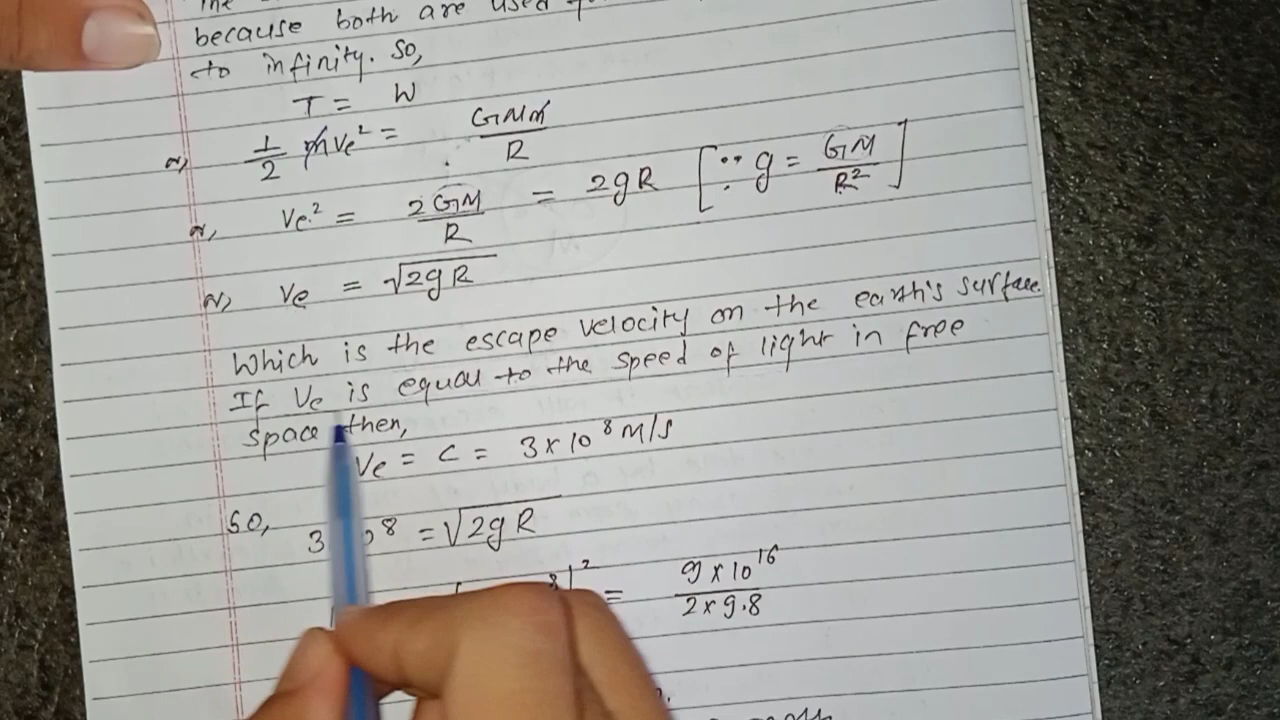 because both are used
to infinity. So,
T = W
or, 1/2 mve² = GMm/R
or, ve² = 2GM/R = 2gR [∵ g = GM/R²]
or, ve = √2gR
Which is the escape velocity on the earth's surface.
If Ve is equal to the speed of light in free
space then,
Ve = c = 3×10⁸ m/s
So, 3 0⁸ = √2gR
² = 9×10¹⁶/2×9.8